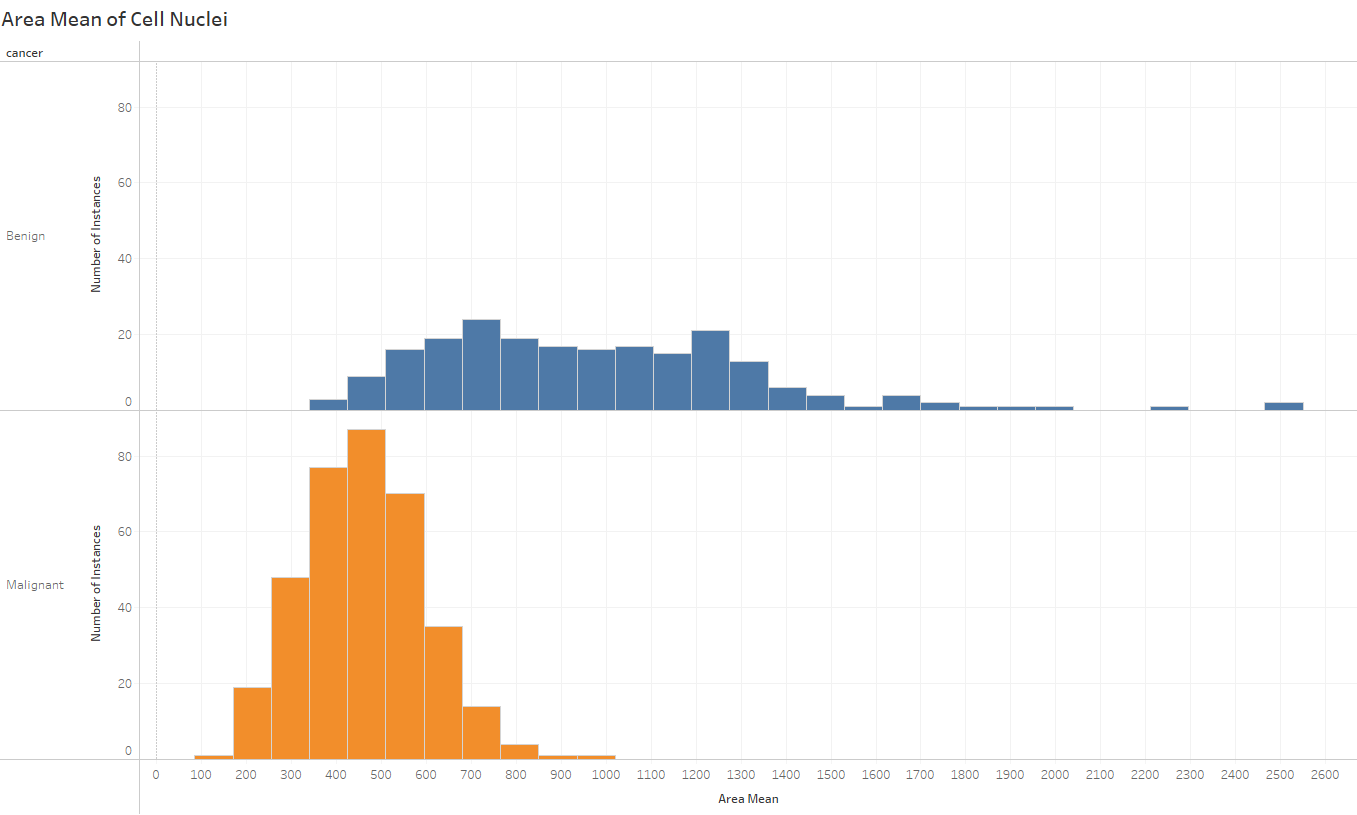 Area Mean of Cell Nuclei
cancer
Benign
Number of Instances
80
60
40
20
0
Malignant
Number of Instances
80
60
40
20
0
0 100 200 300 400 500 600 700 800 900 1000 1100 1200 1300 1400 1500 1600 1700 1800 1900 2000 2100 2200 2300 2400 2500 2600
Area Mean